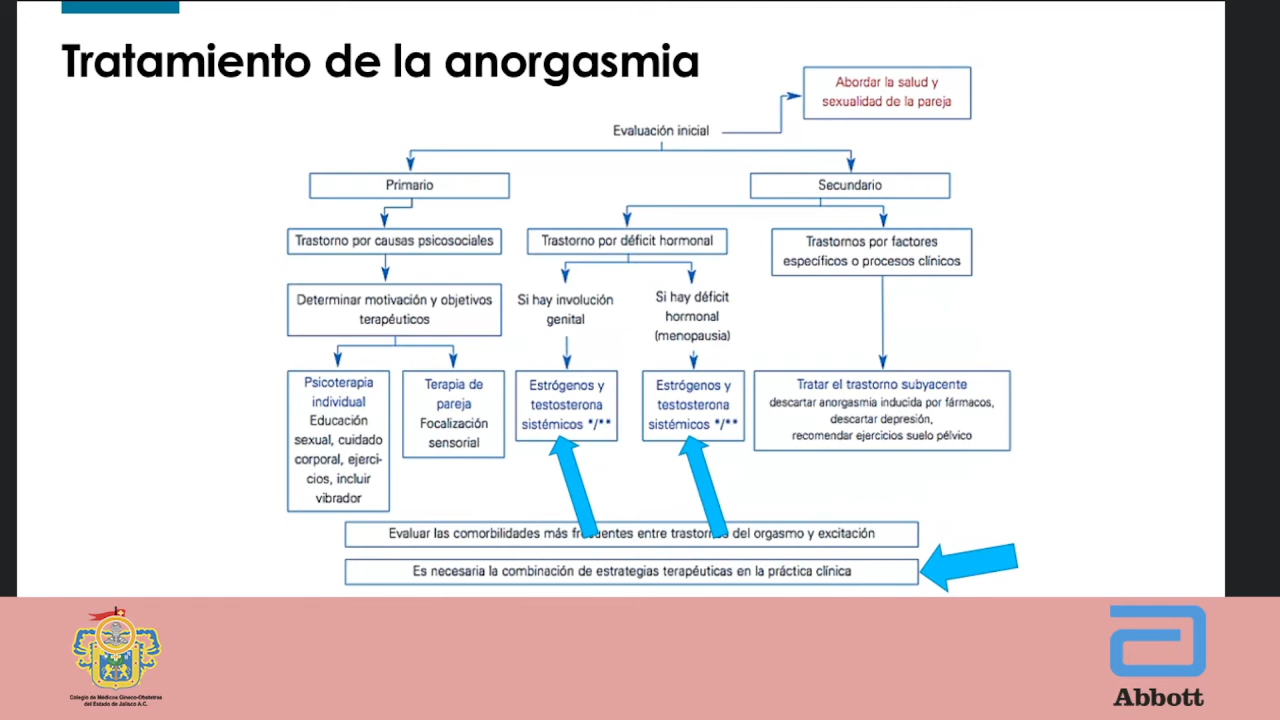 Tratamiento de la anorgasmia
Abordar la salud y
sexualidad de la pareja
Evaluación inicial
Primario
Secundario
Trastorno por causas psicosociales
Trastorno por déficit hormonal
Trastornos por factores
específicos o procesos clínicos
Determinar motivación y objetivos
terapéuticos
Si hay involución
genital
Si hay déficit
hormonal
(menopausia)
Psicoterapia
individual
Educación
sexual, cuidado
corporal, ejerci-
cios, incluir
vibrador
Terapia de
pareja
Focalización
sensorial
Estrógenos y
testosterona
sistémicos */**
Estrógenos y
testosterona
sistémicos */**
Tratar el trastorno subyacente
descartar anorgasmia inducida por fármacos,
descartar depresión,
recomendar ejercicios suelo pélvico
Evaluar las comorbilidades más frecuentes entre trastornos del orgasmo y excitación
Es necesaria la combinación de estrategias terapéuticas en la práctica clínica
Colegio de Médicos Gineco-Obstetras
del Estado de Jalisco A.C.
Abbott